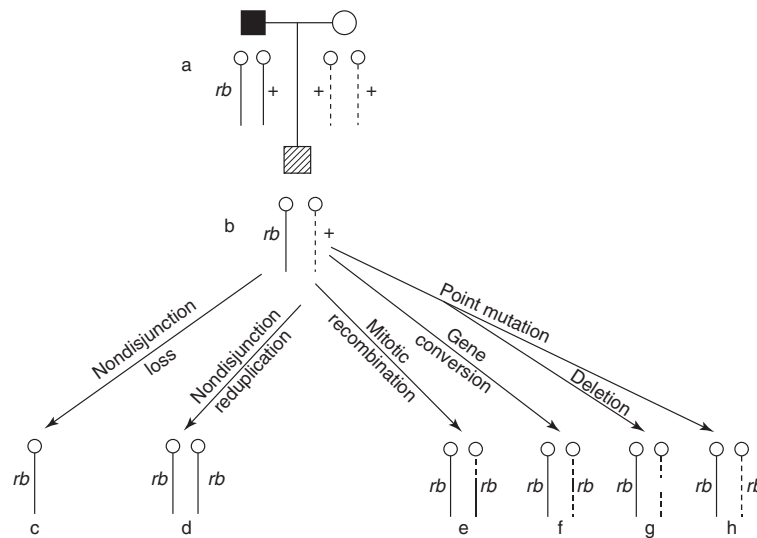 a
rb
+
+
+
b
rb
+
Nondisjunction
loss
Nondisjunction
reduplication
Mitotic
recombination
Gene
conversion
Point mutation
Deletion
rb
rb
rb
rb
rb
rb
rb
rb
rb
rb
c
d
e
f
g
h